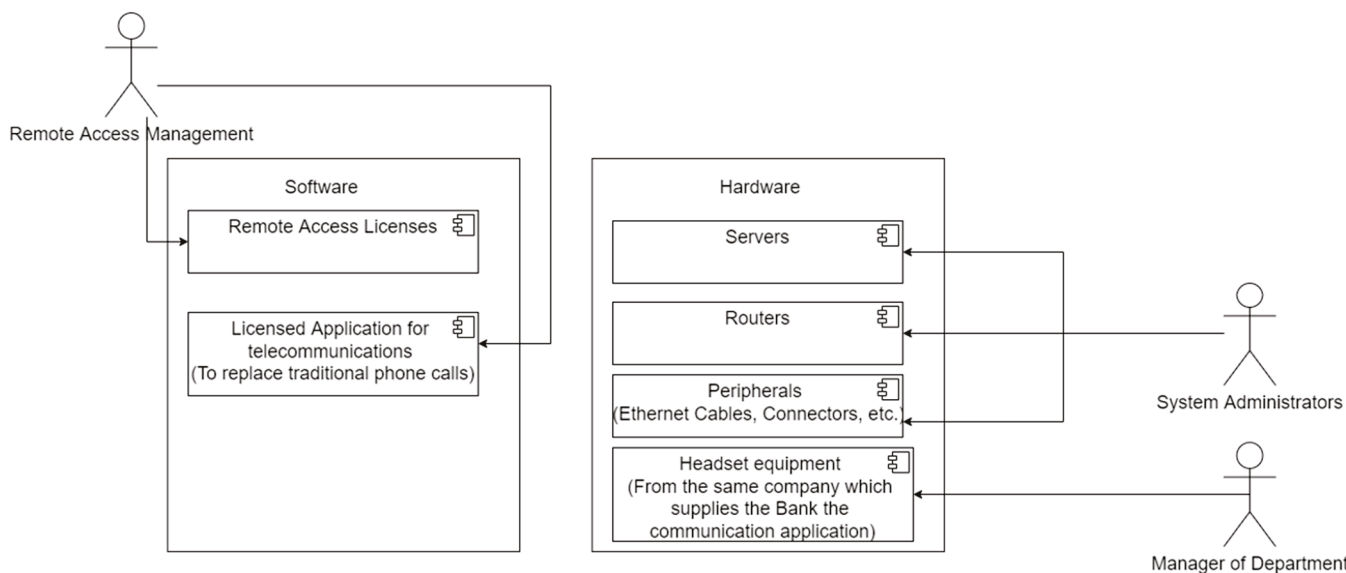 Remote Access Management
Software
Remote Access Licenses
Licensed Application for
telecommunications
(To replace traditional phone calls)
Hardware
Servers
Routers
Peripherals
(Ethernet Cables, Connectors, etc.)
Headset equipment
(From the same company which
supplies the Bank the
communication application)
System Administrators
Manager of Department